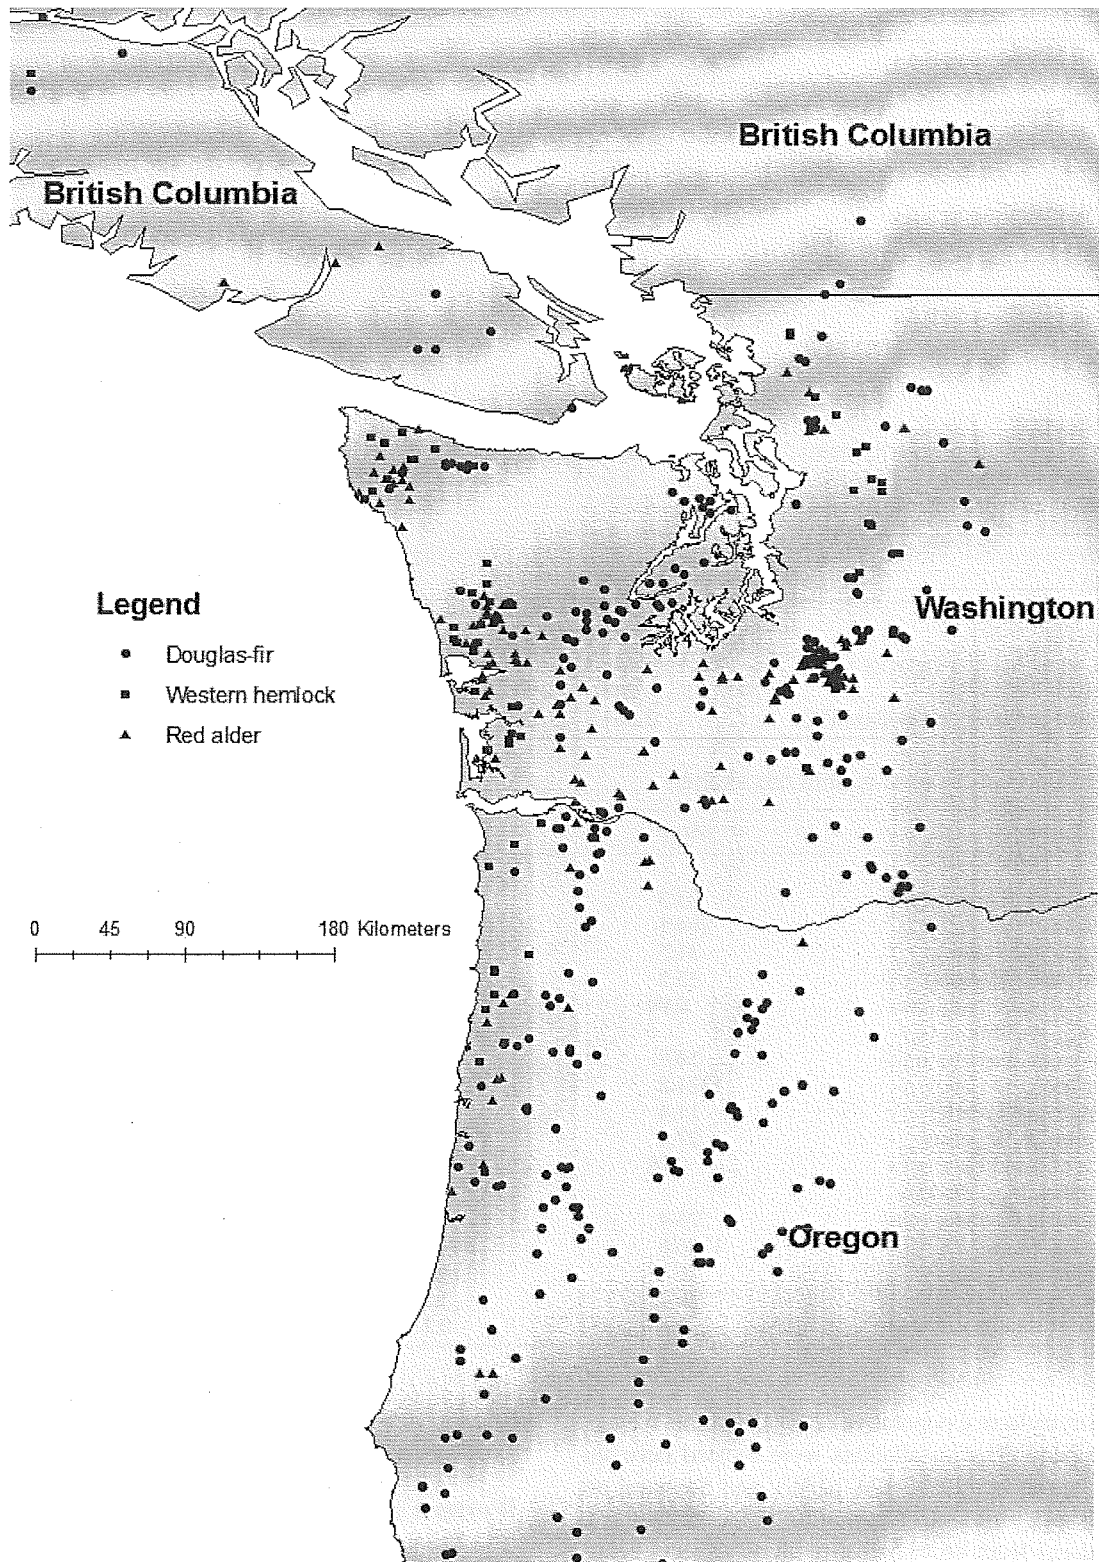 British Columbia
British Columbia
Legend
Douglas-fir
Western hemlock
Red alder
Washington
0 45 90 180 Kilometers
Oregon